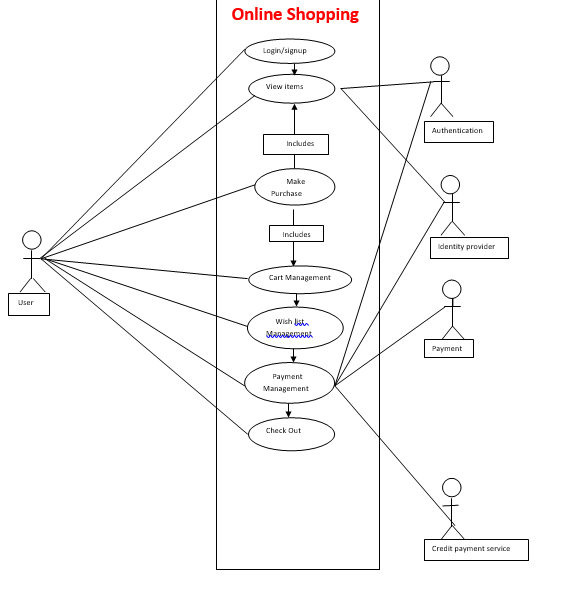 Online Shopping
Login/signup
View items
Includes
Make
Purchase
Includes
Cart Management
Wish list
Management
Payment
Management
Check Out
User
Authentication
Identity provider
Payment
Credit payment service